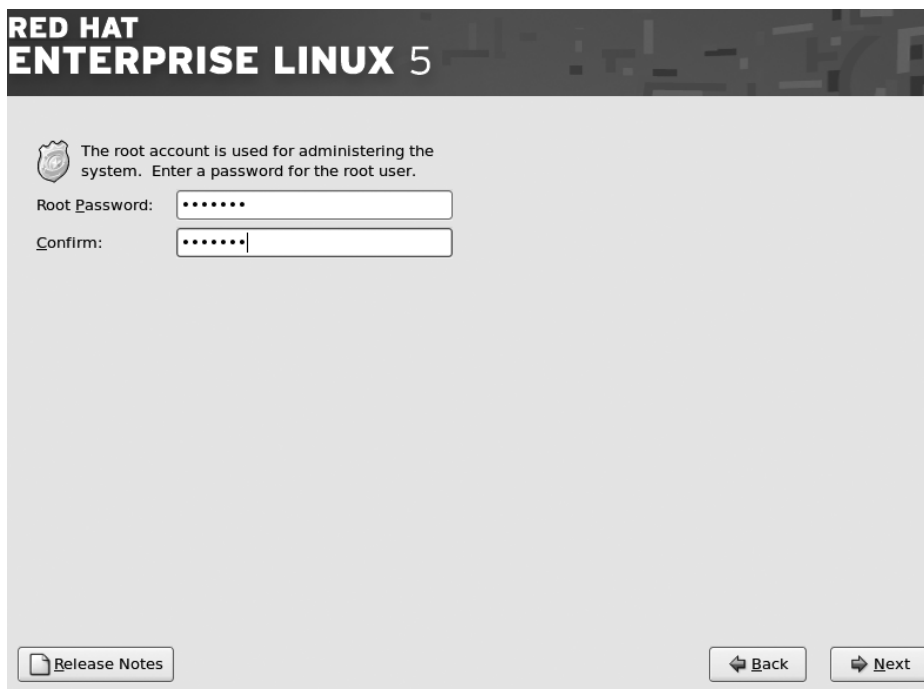 RED HAT
ENTERPRISE LINUX 5
The root account is used for administering the
system. Enter a password for the root user.
Root Password: •••••••
Confirm: •••••••
Release Notes
Back
Next